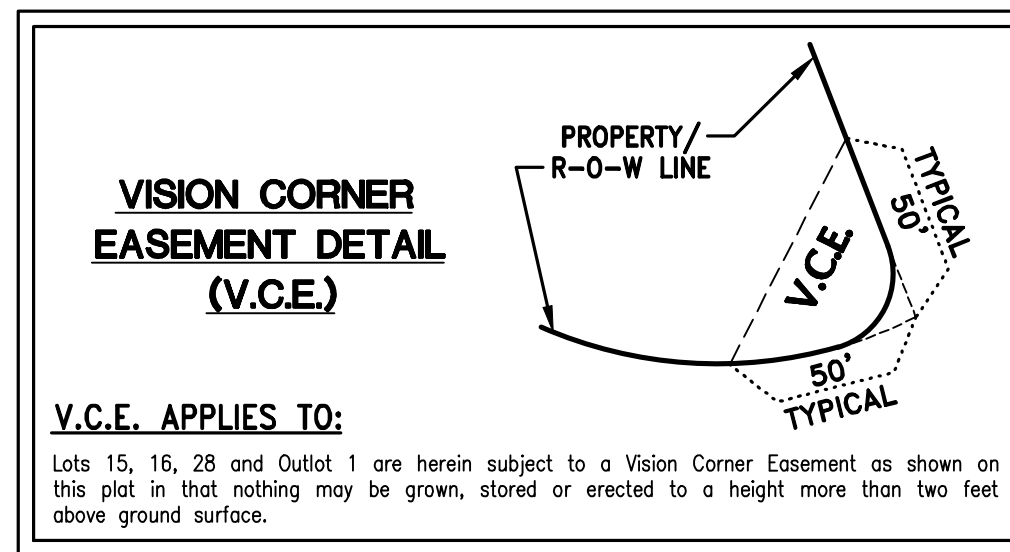 VISION CORNER
EASEMENT DETAIL
(V.C.E.)
PROPERTY/
R-O-W LINE
V.C.E.
TYPICAL
50'
50'
TYPICAL
V.C.E. APPLIES TO:
Lots 15, 16, 28 and Outlot 1 are herein subject to a Vision Corner Easement as shown on
this plat in that nothing may be grown, stored or erected to a height more than two feet
above ground surface.